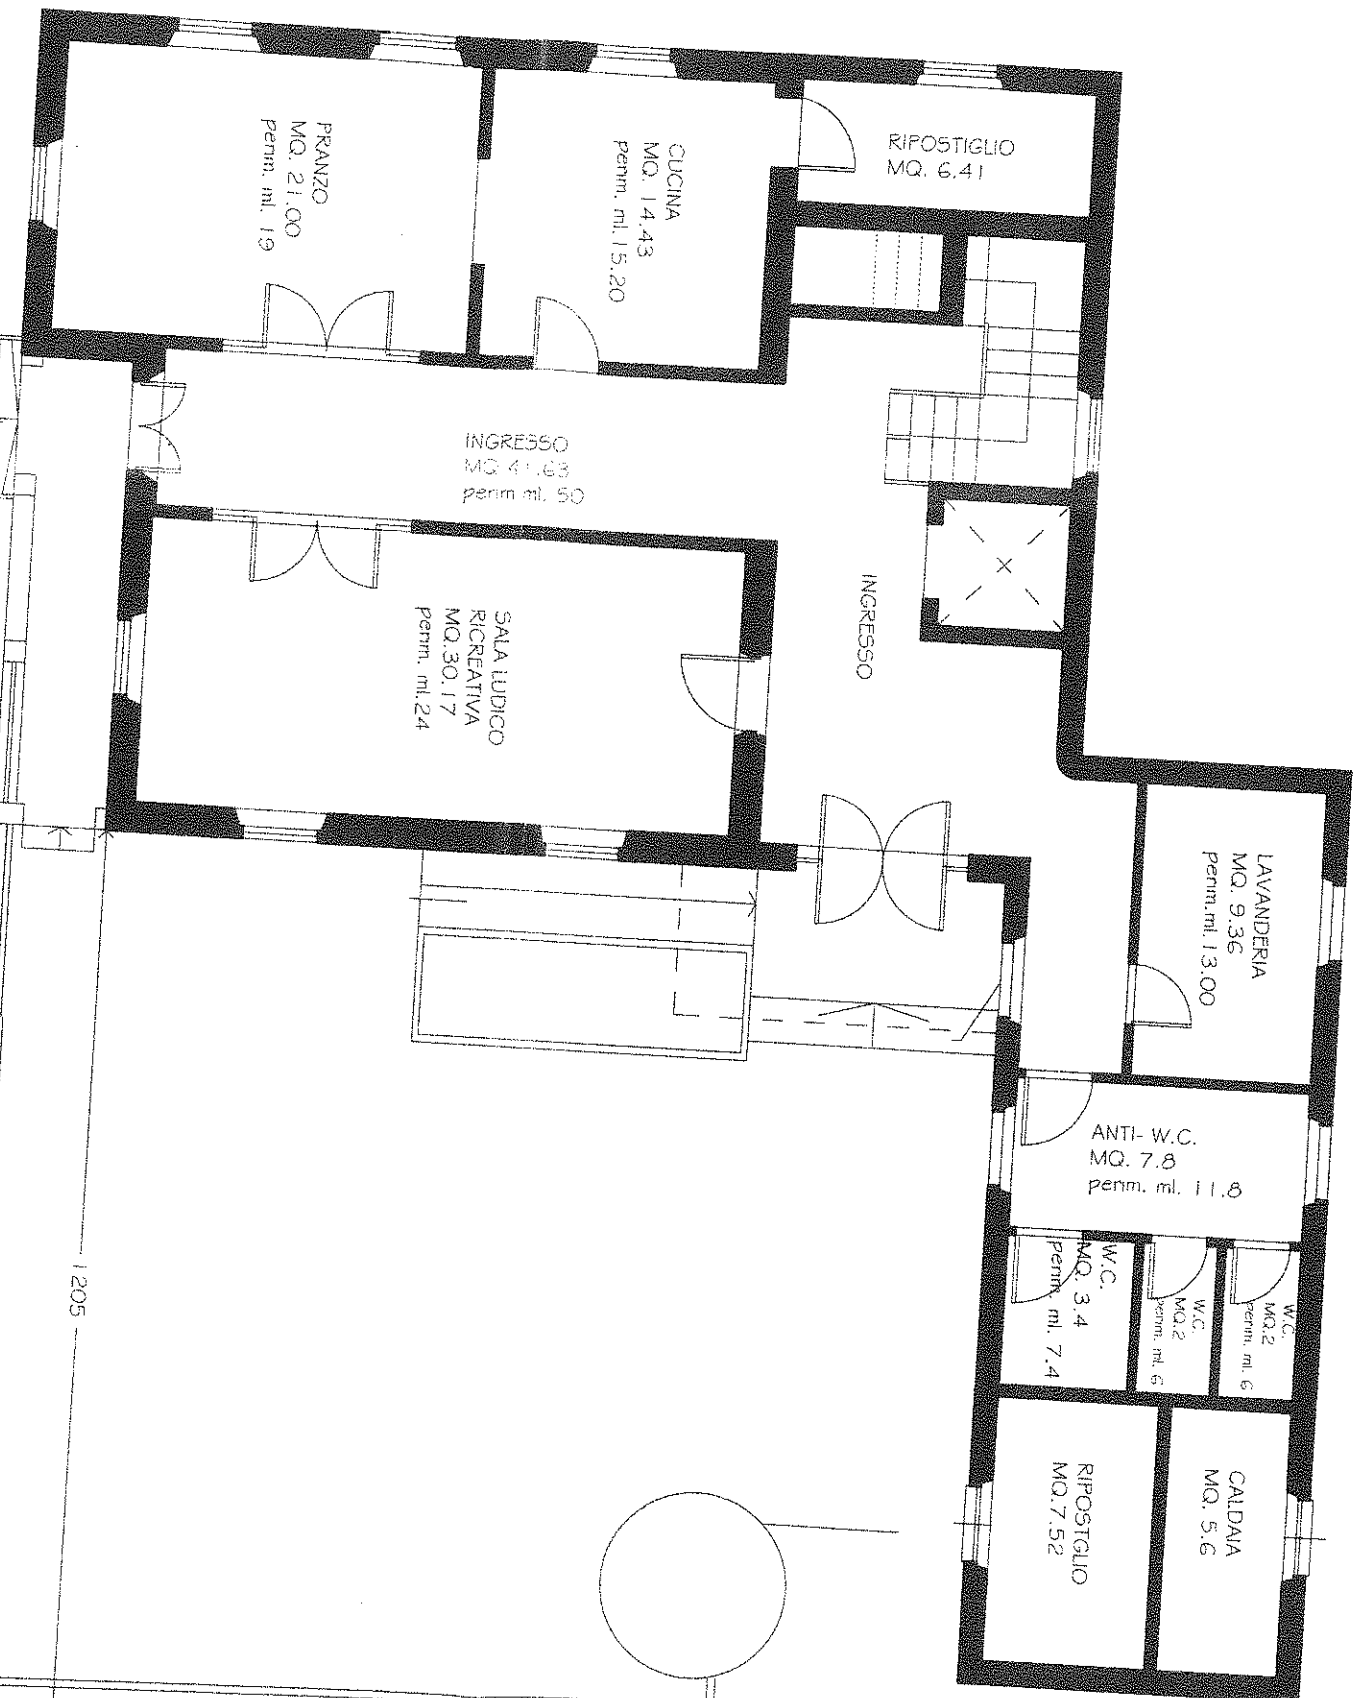 RIPOSTIGLIO
MQ. 6.41
CUCINA
MQ. 14.43
perim. ml. 15.20
PRANZO
MQ. 21.00
perim. ml. 19
INGRESSO
MQ 41.63
perim ml. 50
INGRESSO
SALA LUDICO
RICREATIVA
MQ.30.17
perim. ml.24
LAVANDERIA
MQ. 9.36
perim.ml.13.00
ANTI- W.C.
MQ. 7.8
perim. ml. 11.8
W.C.
MQ. 3.4
perim. ml. 7.4
W.C.
MQ.2
perim. ml. 6
W.C.
MQ.2
perim. ml. 6
CALDAIA
MQ. 5.6
RIPOSTGLIO
MQ.7.52
1205